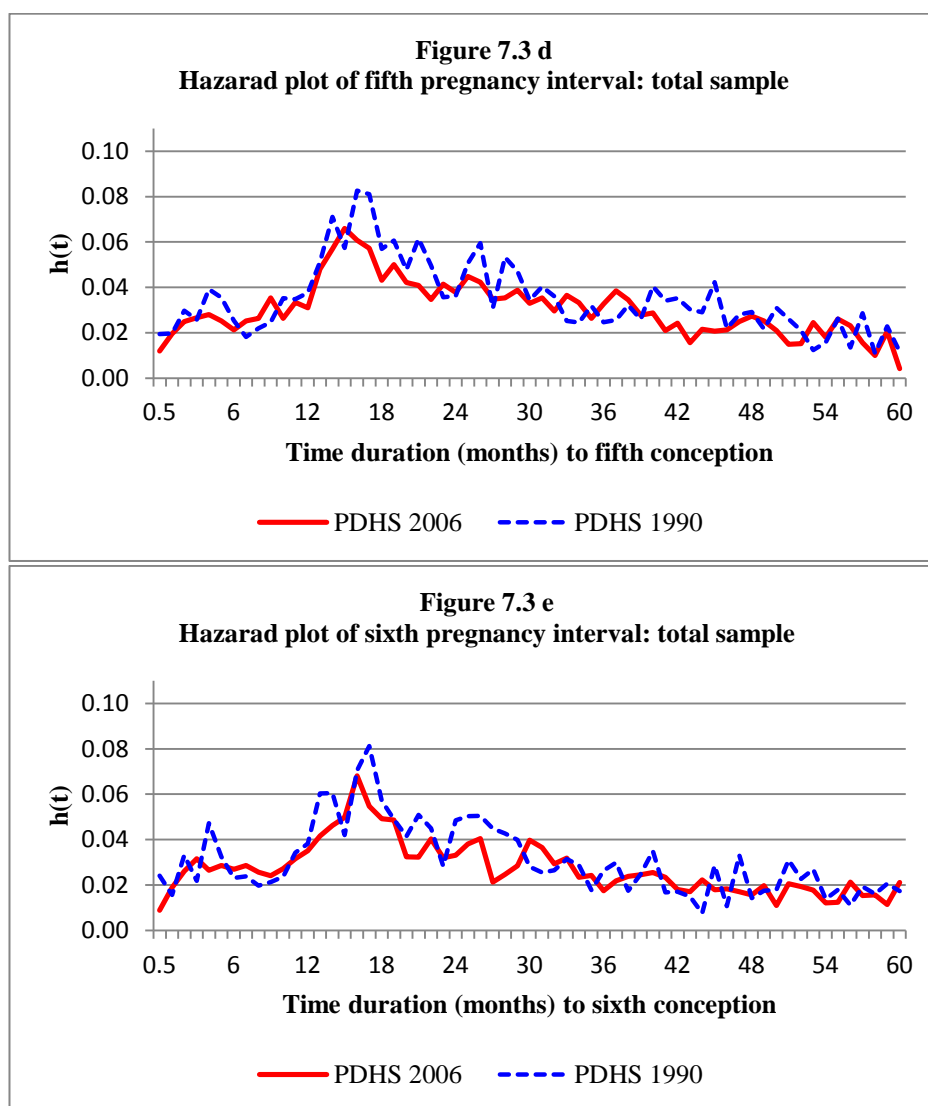 Figure 7.3 d
Hazarad plot of fifth pregnancy interval: total sample
0.10
0.08
0.06
0.04
0.02
0.00
h(t)
0.5 6 12 18 24 30 36 42 48 54 60
Time duration (months) to fifth conception
PDHS 2006 PDHS 1990
Figure 7.3 e
Hazarad plot of sixth pregnancy interval: total sample
0.10
0.08
0.06
0.04
0.02
0.00
h(t)
0.5 6 12 18 24 30 36 42 48 54 60
Time duration (months) to sixth conception
PDHS 2006 PDHS 1990